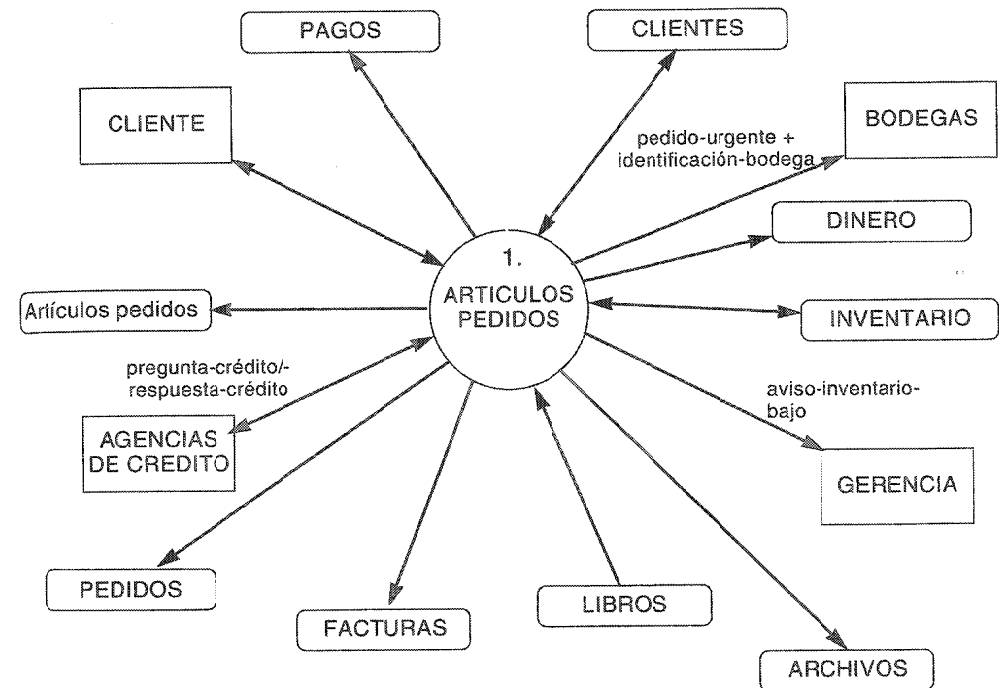 PAGOS
CLIENTES
CLIENTE
pedido-urgente +
identificación-bodega
BODEGAS
DINERO
1.
ARTICULOS
PEDIDOS
Artículos pedidos
INVENTARIO
pregunta-crédito/-
respuesta-crédito
aviso-inventario-
bajo
AGENCIAS
DE CREDITO
GERENCIA
PEDIDOS
FACTURAS
LIBROS
ARCHIVOS